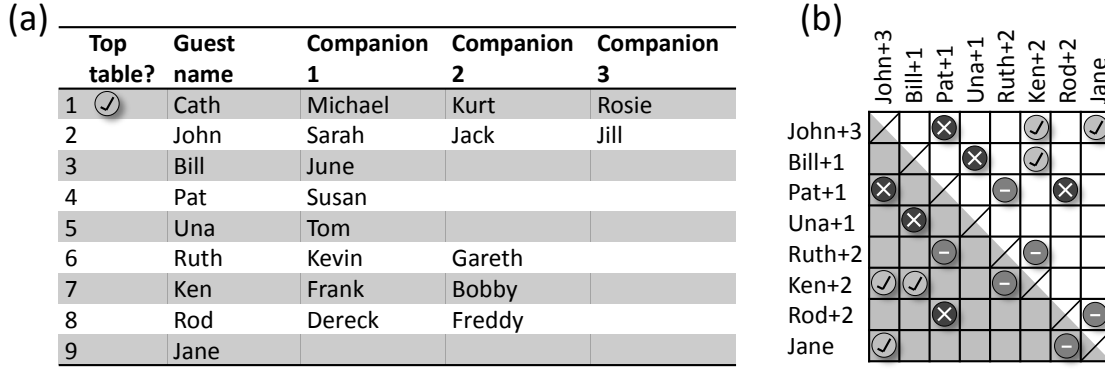 (a)
Top table? Guest name Companion 1 Companion 2 Companion 3
1 Cath Michael Kurt Rosie
2 John Sarah Jack Jill
3 Bill June
4 Pat Susan
5 Una Tom
6 Ruth Kevin Gareth
7 Ken Frank Bobby
8 Rod Dereck Freddy
9 Jane
(b)
John+3 Bill+1 Pat+1 Una+1 Ruth+2 Ken+2 Rod+2 Jane
John+3
Bill+1
Pat+1
Una+1
Ruth+2
Ken+2
Rod+2
Jane